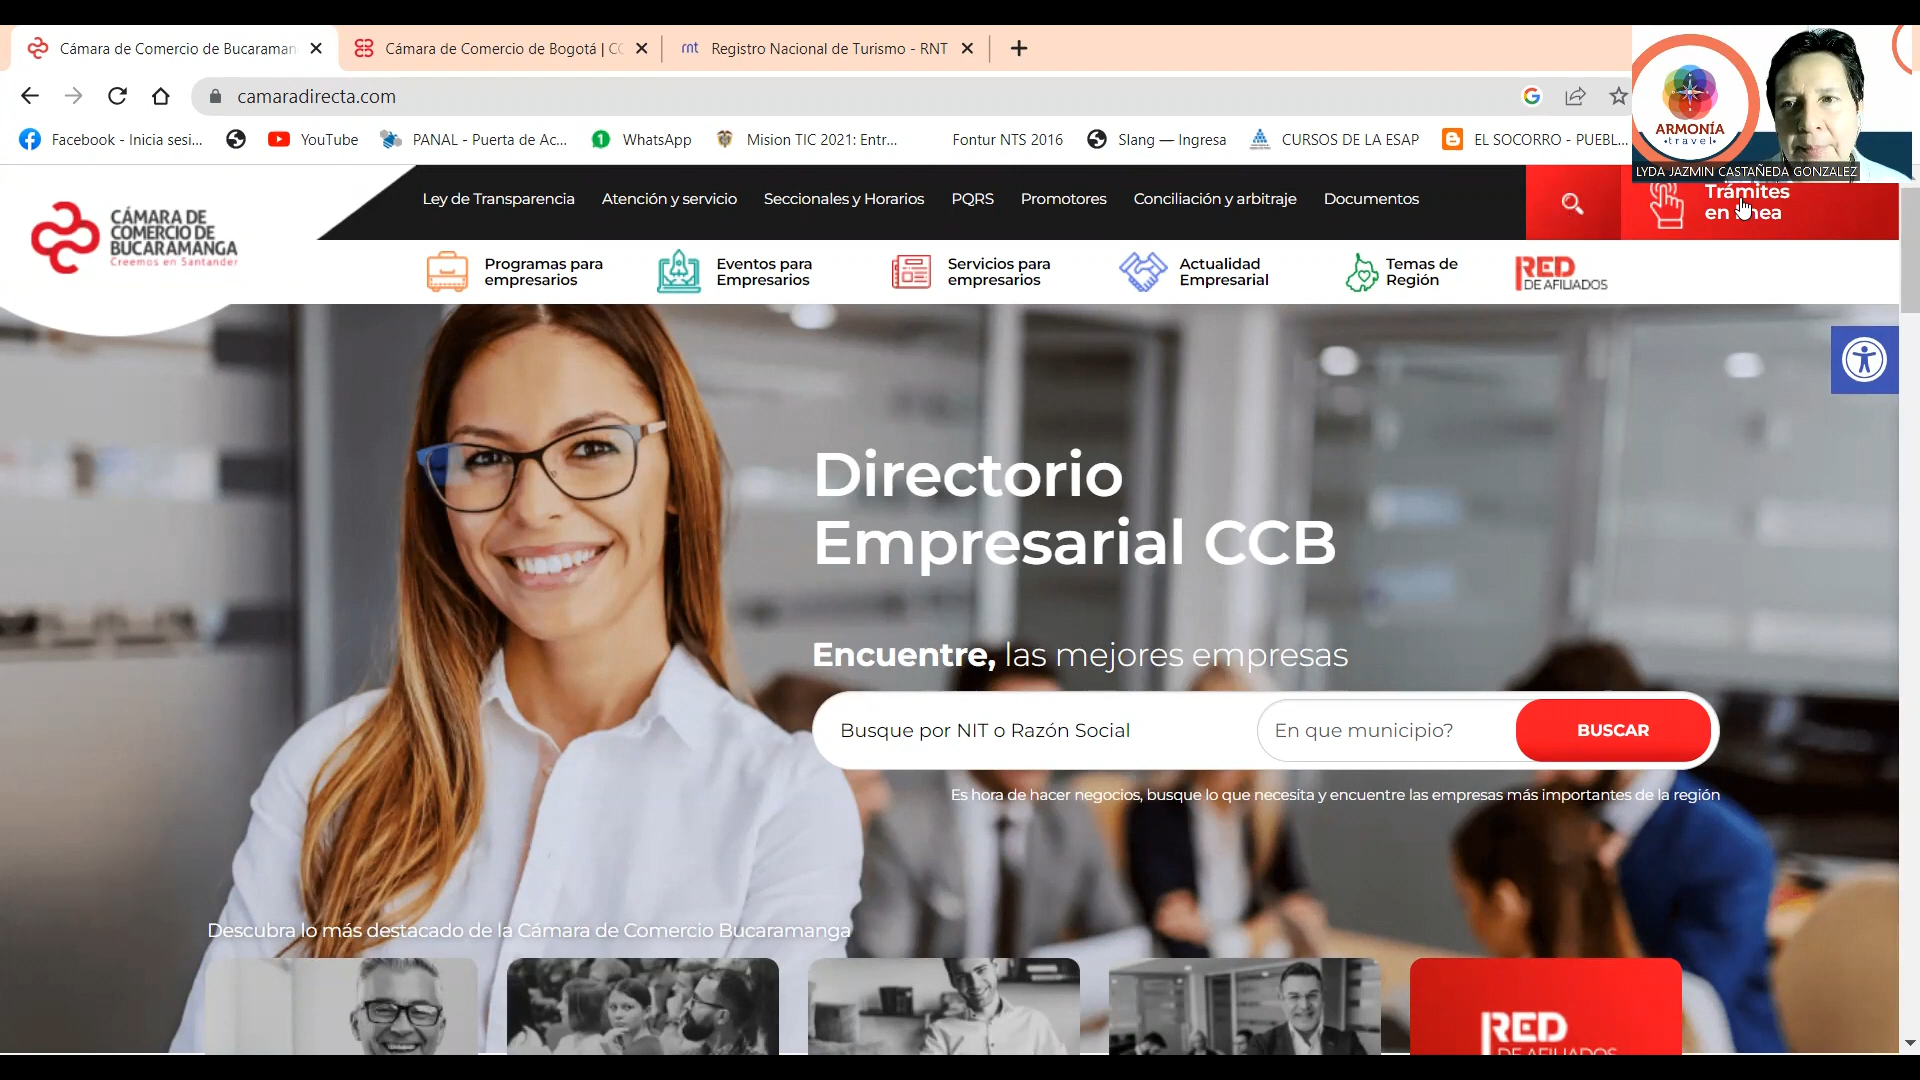 Cámara de Comercio de Bucaraman
Cámara de Comercio de Bogotá | CC
rnt Registro Nacional de Turismo - RNT
camaradirecta.com
Facebook - Inicia sesi...
YouTube
PANAL - Puerta de Ac...
1 WhatsApp
Mision TIC 2021: Entr...
Fontur NTS 2016
Slang — Ingresa
CURSOS DE LA ESAP
EL SOCORRO - PUEBL...
ARMONÍA
•travel•
LYDA JAZMIN CASTAÑEDA GONZALEZ
CÁMARA DE
COMERCIO DE
BUCARAMANGA
Creemos en Santander
Ley de Transparencia
Atención y servicio
Seccionales y Horarios
PQRS
Promotores
Conciliación y arbitraje
Documentos
Trámites
en línea
Programas para
empresarios
Eventos para
Empresarios
Servicios para
empresarios
Actualidad
Empresarial
Temas de
Región
RED
DE AFILIADOS
Directorio
Empresarial CCB
Encuentre, las mejores empresas
Busque por NIT o Razón Social
En que municipio?
BUSCAR
Es hora de hacer negocios, busque lo que necesita y encuentre las empresas más importantes de la región
Descubra lo más destacado de la Cámara de Comercio Bucaramanga
RED
DE AFILIADOS